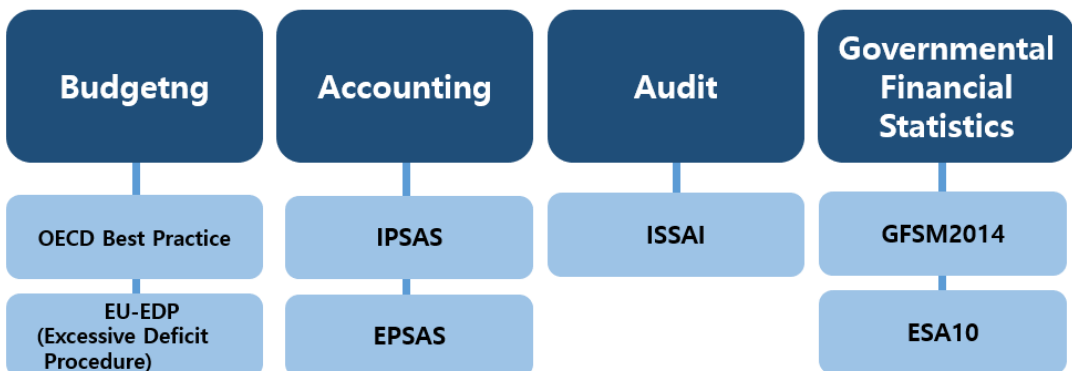 Budgetng
Accounting
Audit
Governmental
Financial
Statistics
OECD Best Practice
IPSAS
ISSAI
GFSM2014
EU-EDP
(Excessive Deficit
Procedure)
EPSAS
ESA10